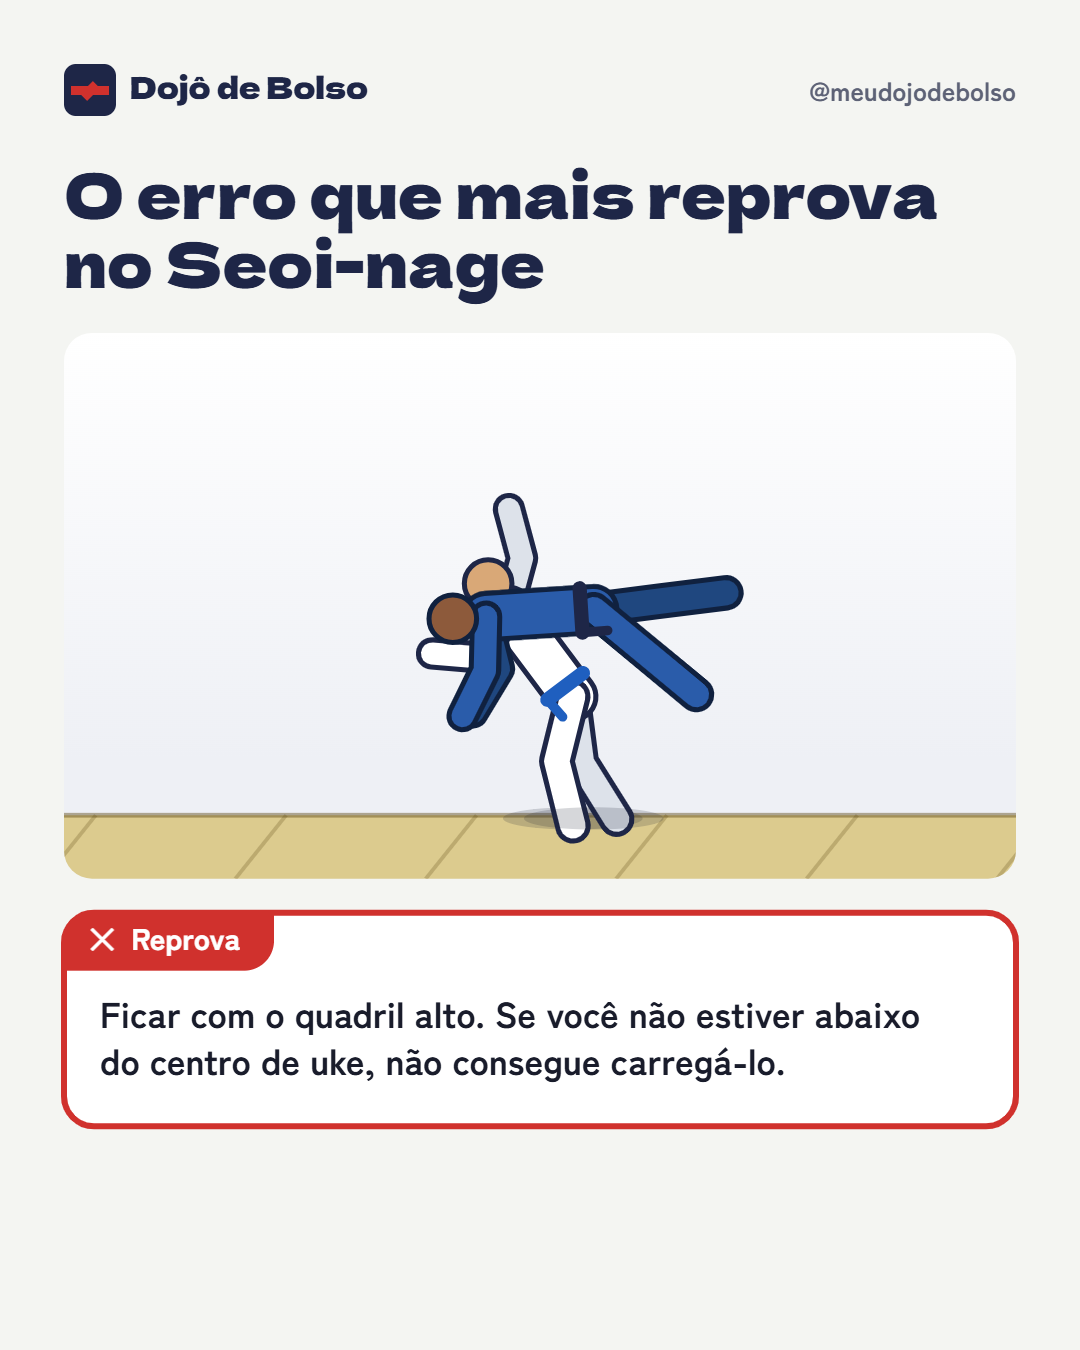 Dojô de Bolso
@meudojodebolso
O erro que mais reprova
no Seoi-nage
Reprova
Ficar com o quadril alto. Se você não estiver abaixo
do centro de uke, não consegue carregá-lo.